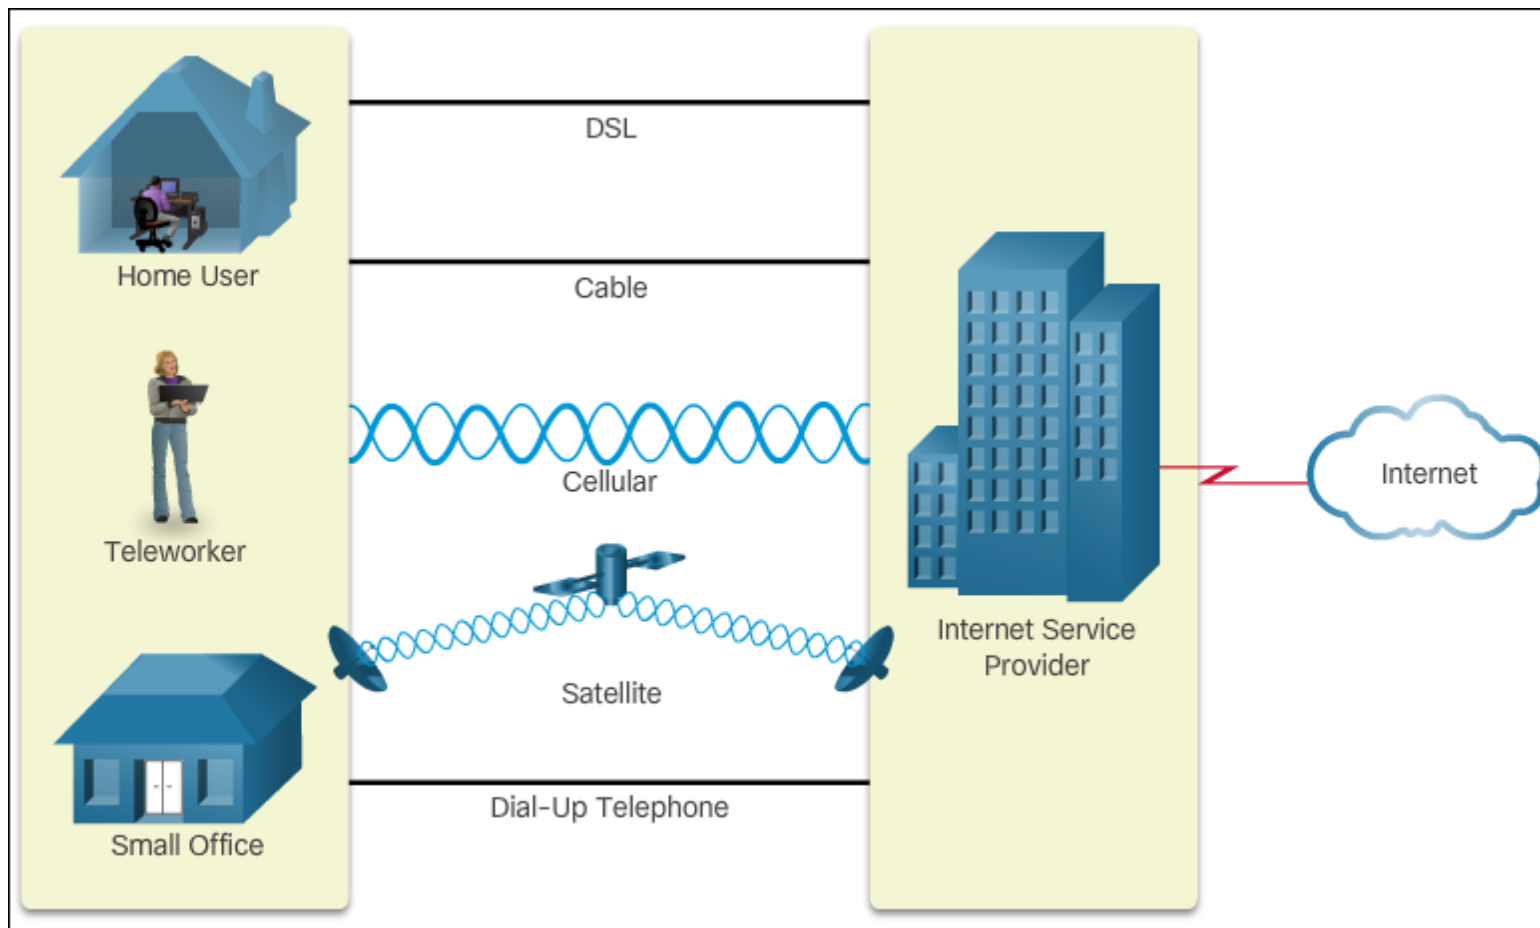 Home User
Teleworker
Small Office
DSL
Cable
Cellular
Satellite
Dial-Up Telephone
Internet Service
Provider
Internet